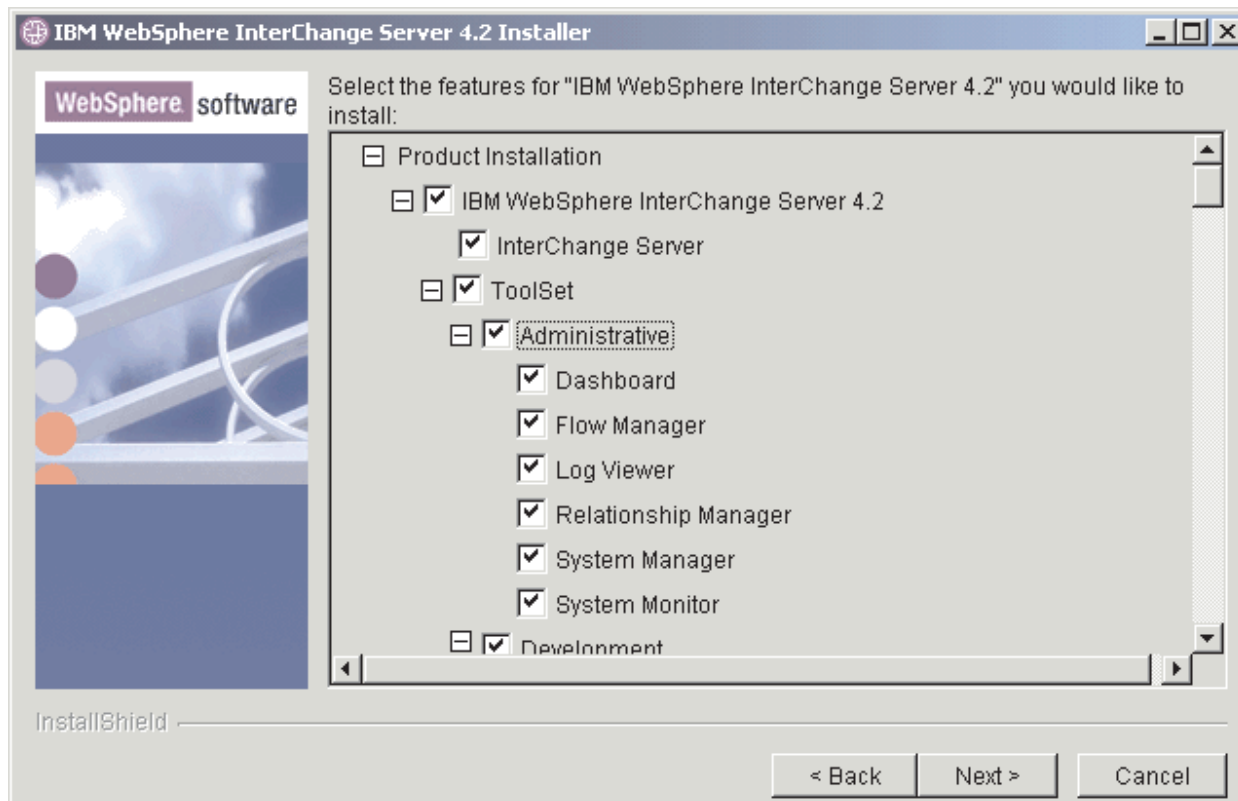 IBM WebSphere InterChange Server 4.2 Installer
WebSphere software
Select the features for "IBM WebSphere InterChange Server 4.2" you would like to
install:
Product Installation
IBM WebSphere InterChange Server 4.2
InterChange Server
ToolSet
Administrative
Dashboard
Flow Manager
Log Viewer
Relationship Manager
System Manager
System Monitor
Development
InstallShield
< Back
Next >
Cancel